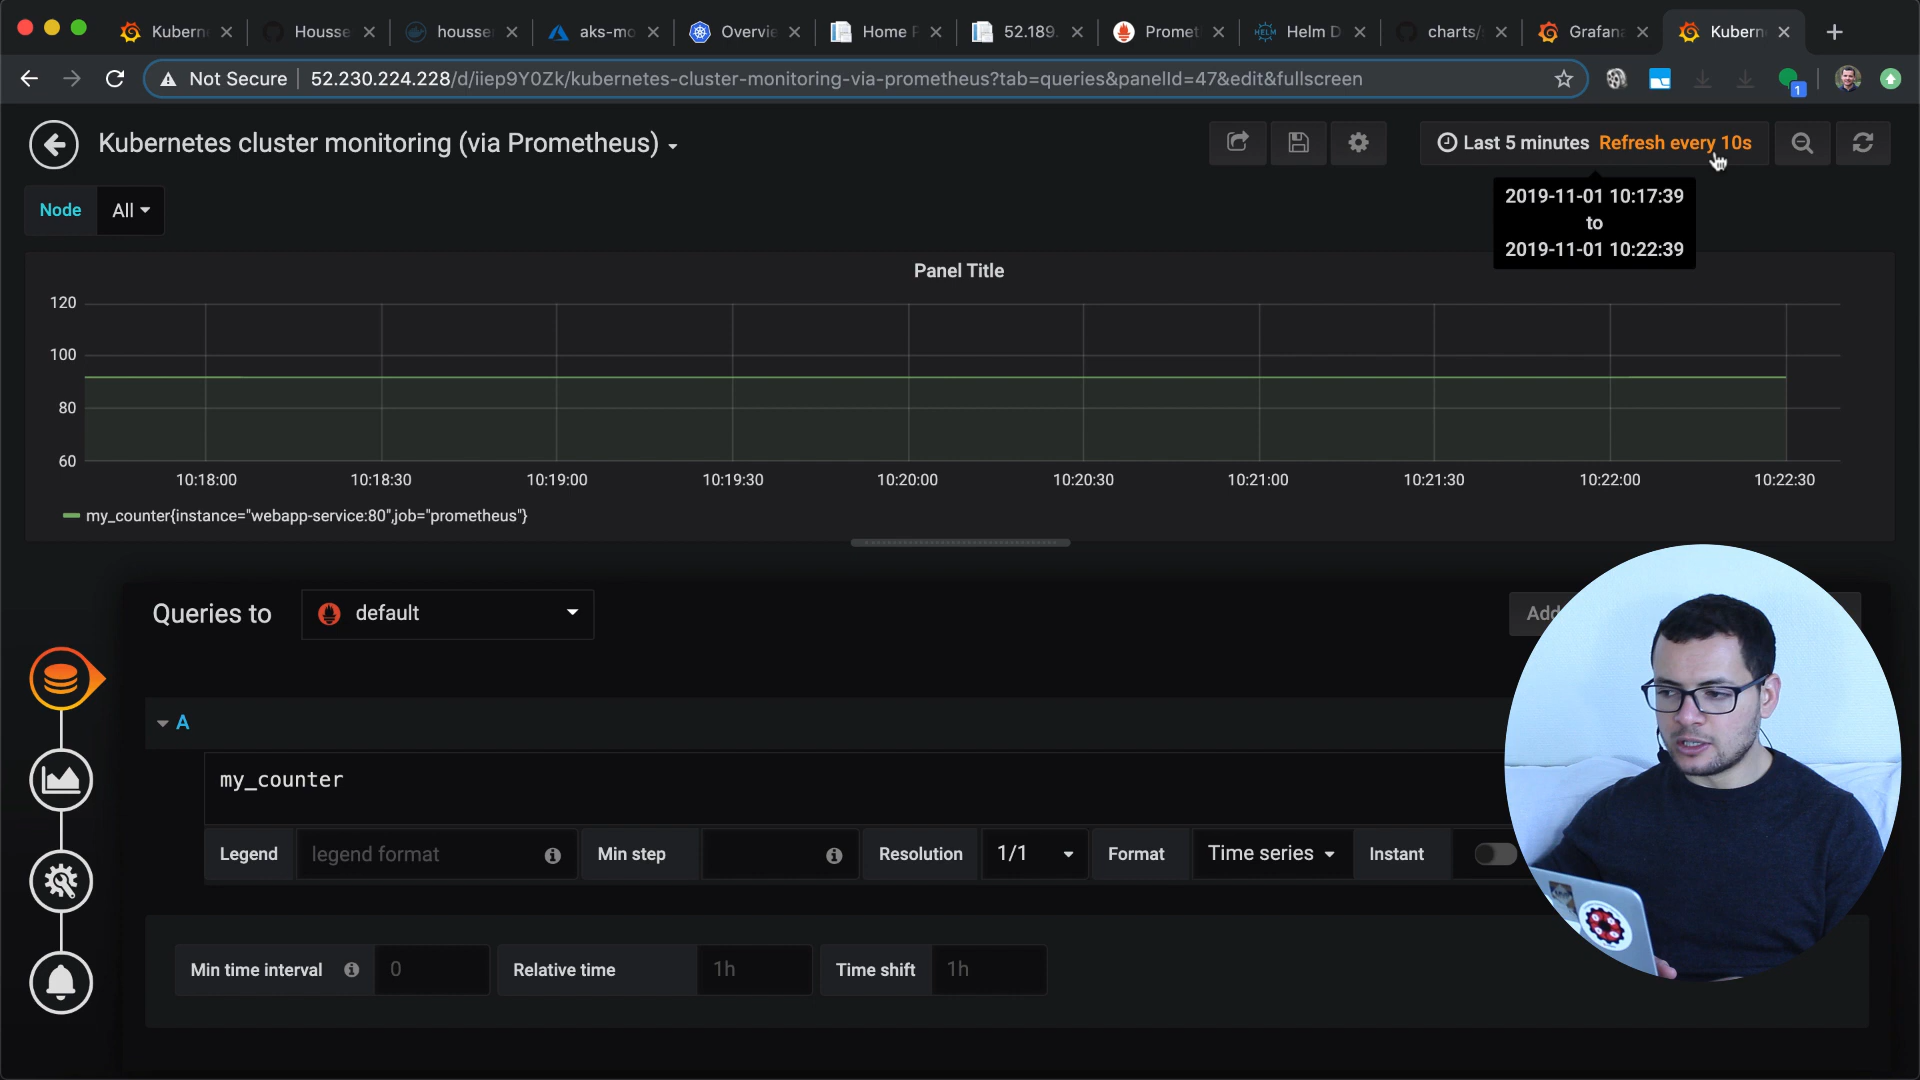 Kubern
Housse
housse
aks-mo
Overvie
Home P
52.189.
Promet
HELM
Helm D
charts/
Grafana
Kubern
Not Secure
52.230.224.228/d/iiep9Y0Zk/kubernetes-cluster-monitoring-via-prometheus?tab=queries&panelId=47&edit&fullscreen
1
Kubernetes cluster monitoring (via Prometheus)
Last 5 minutes Refresh every 10s
2019-11-01 10:17:39
to
2019-11-01 10:22:39
Node
All
Panel Title
120
100
80
60
10:18:00
10:18:30
10:19:00
10:19:30
10:20:00
10:20:30
10:21:00
10:21:30
10:22:00
10:22:30
my_counter{instance="webapp-service:80",job="prometheus"}
Queries to
default
Add
A
my_counter
Legend
legend format
Min step
Resolution
1/1
Format
Time series
Instant
Min time interval
0
Relative time
1h
Time shift
1h